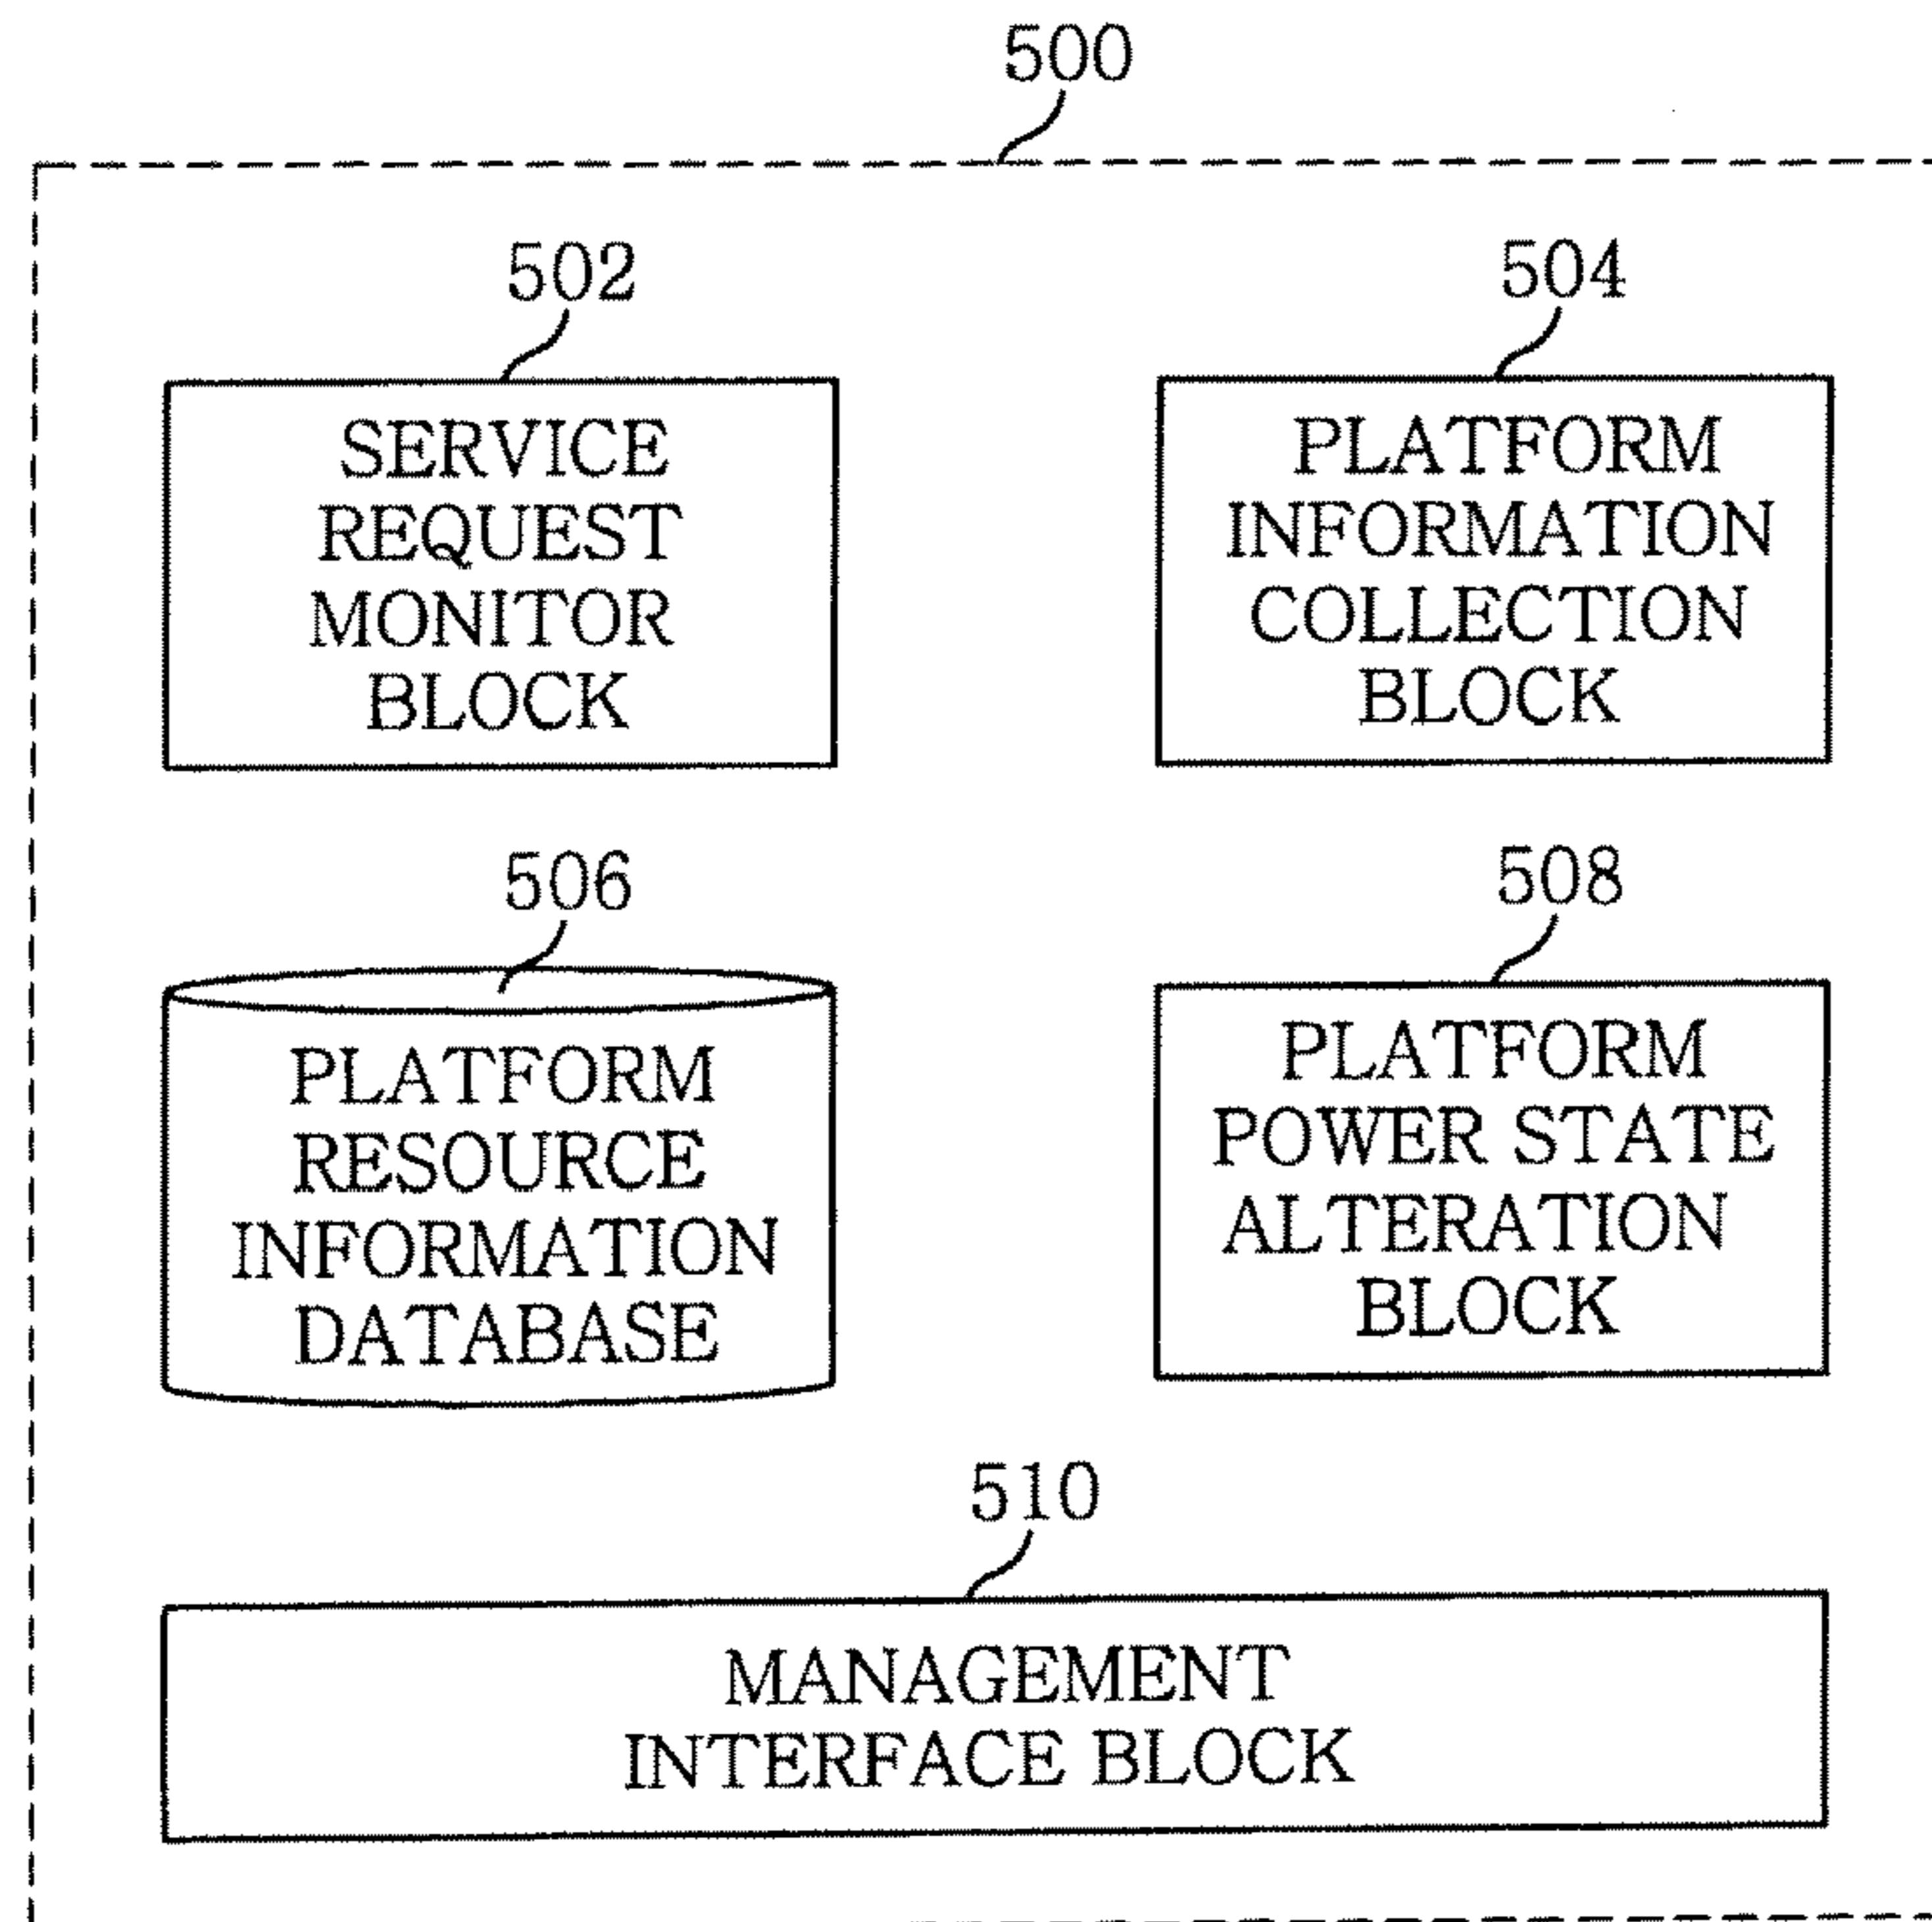 500
502
SERVICE
REQUEST
MONITOR
BLOCK
504
PLATFORM
INFORMATION
COLLECTION
BLOCK
506
PLATFORM
RESOURCE
INFORMATION
DATABASE
508
PLATFORM
POWER STATE
ALTERATION
BLOCK
510
MANAGEMENT
INTERFACE BLOCK